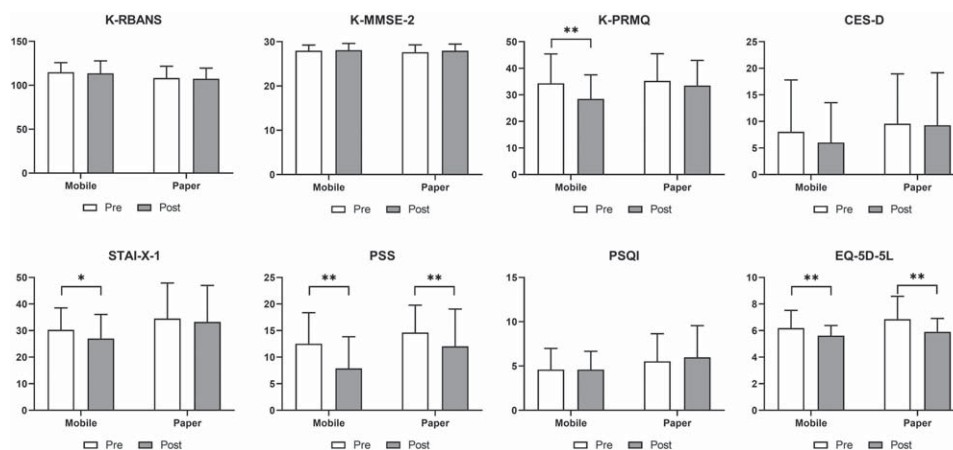 K-RBANS
150
100
50
0
Mobile Paper
Pre Post
K-MMSE-2
30
20
10
0
Mobile Paper
Pre Post
K-PRMQ
**
50
40
30
20
10
0
Mobile Paper
Pre Post
CES-D
25
20
15
10
5
0
Mobile Paper
Pre Post
STAI-X-1
*
50
40
30
20
10
0
Mobile Paper
Pre Post
PSS
** **
25
20
15
10
5
0
Mobile Paper
Pre Post
PSQI
15
10
5
0
Mobile Paper
Pre Post
EQ-5D-5L
** **
10
8
6
4
2
0
Mobile Paper
Pre Post